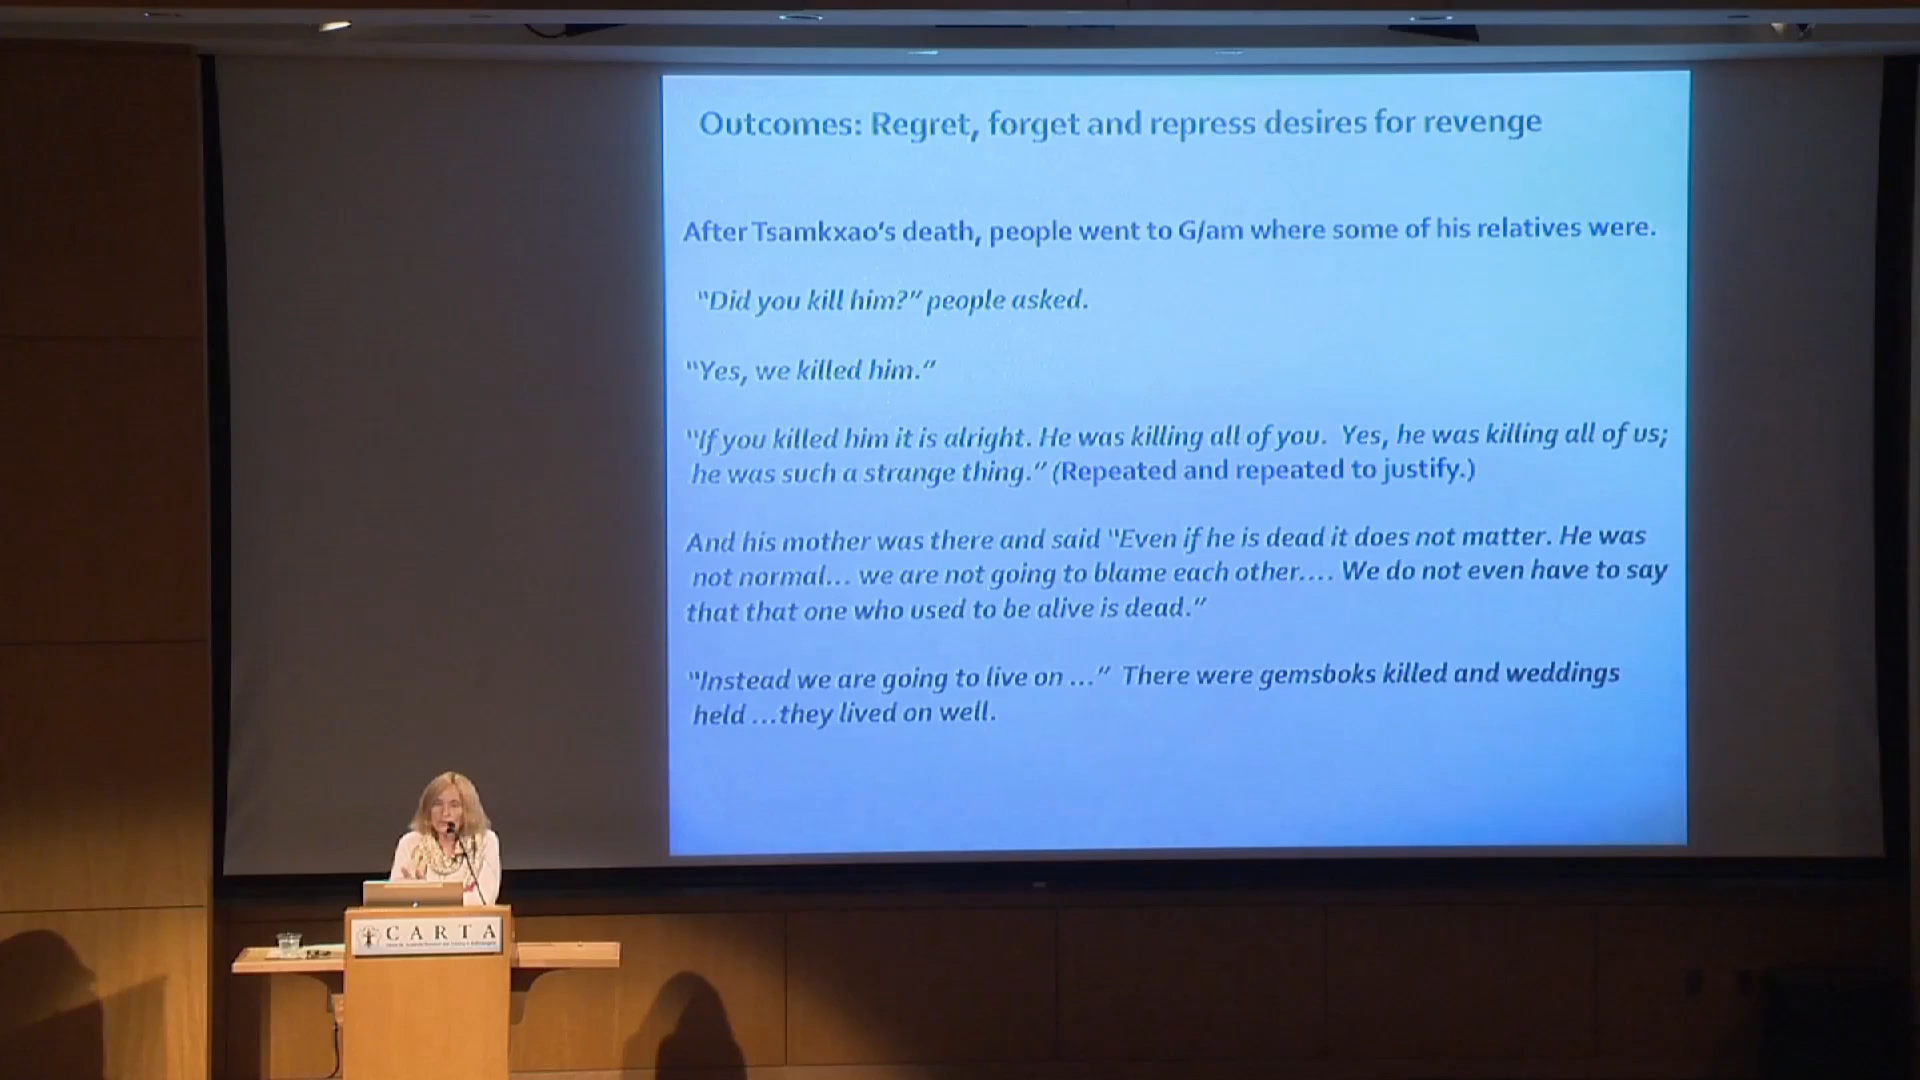 Outcomes: Regret, forget and repress desires for revenge
After Tsamkxao's death, people went to G/am where some of his relatives were.
"Did you kill him?" people asked.
"Yes, we killed him."
"If you killed him it is alright. He was killing all of you. Yes, he was killing all of us;
he was such a strange thing." (Repeated and repeated to justify.)
And his mother was there and said "Even if he is dead it does not matter. He was
not normal... we are not going to blame each other.... We do not even have to say
that that one who used to be alive is dead."
"Instead we are going to live on ..." There were gemsboks killed and weddings
held ...they lived on well.
CARTA